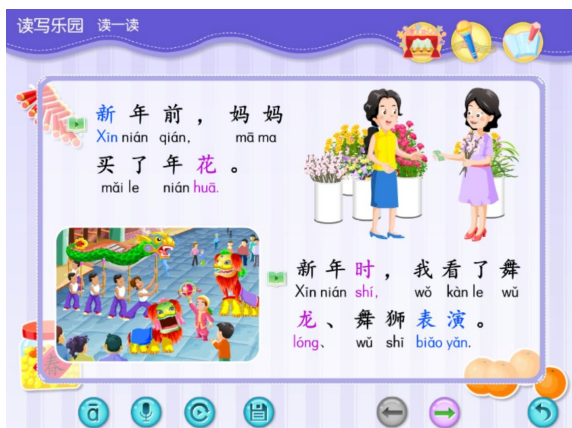 读写乐园 读一读
新年前，妈妈
Xīn nián qián, mā ma
买了年花。
mǎi le nián huā.
新年时，我看了舞
Xīn nián shí, wǒ kàn le wǔ
龙、舞狮表演。
lóng、 wǔ shī biǎo yǎn.
ā